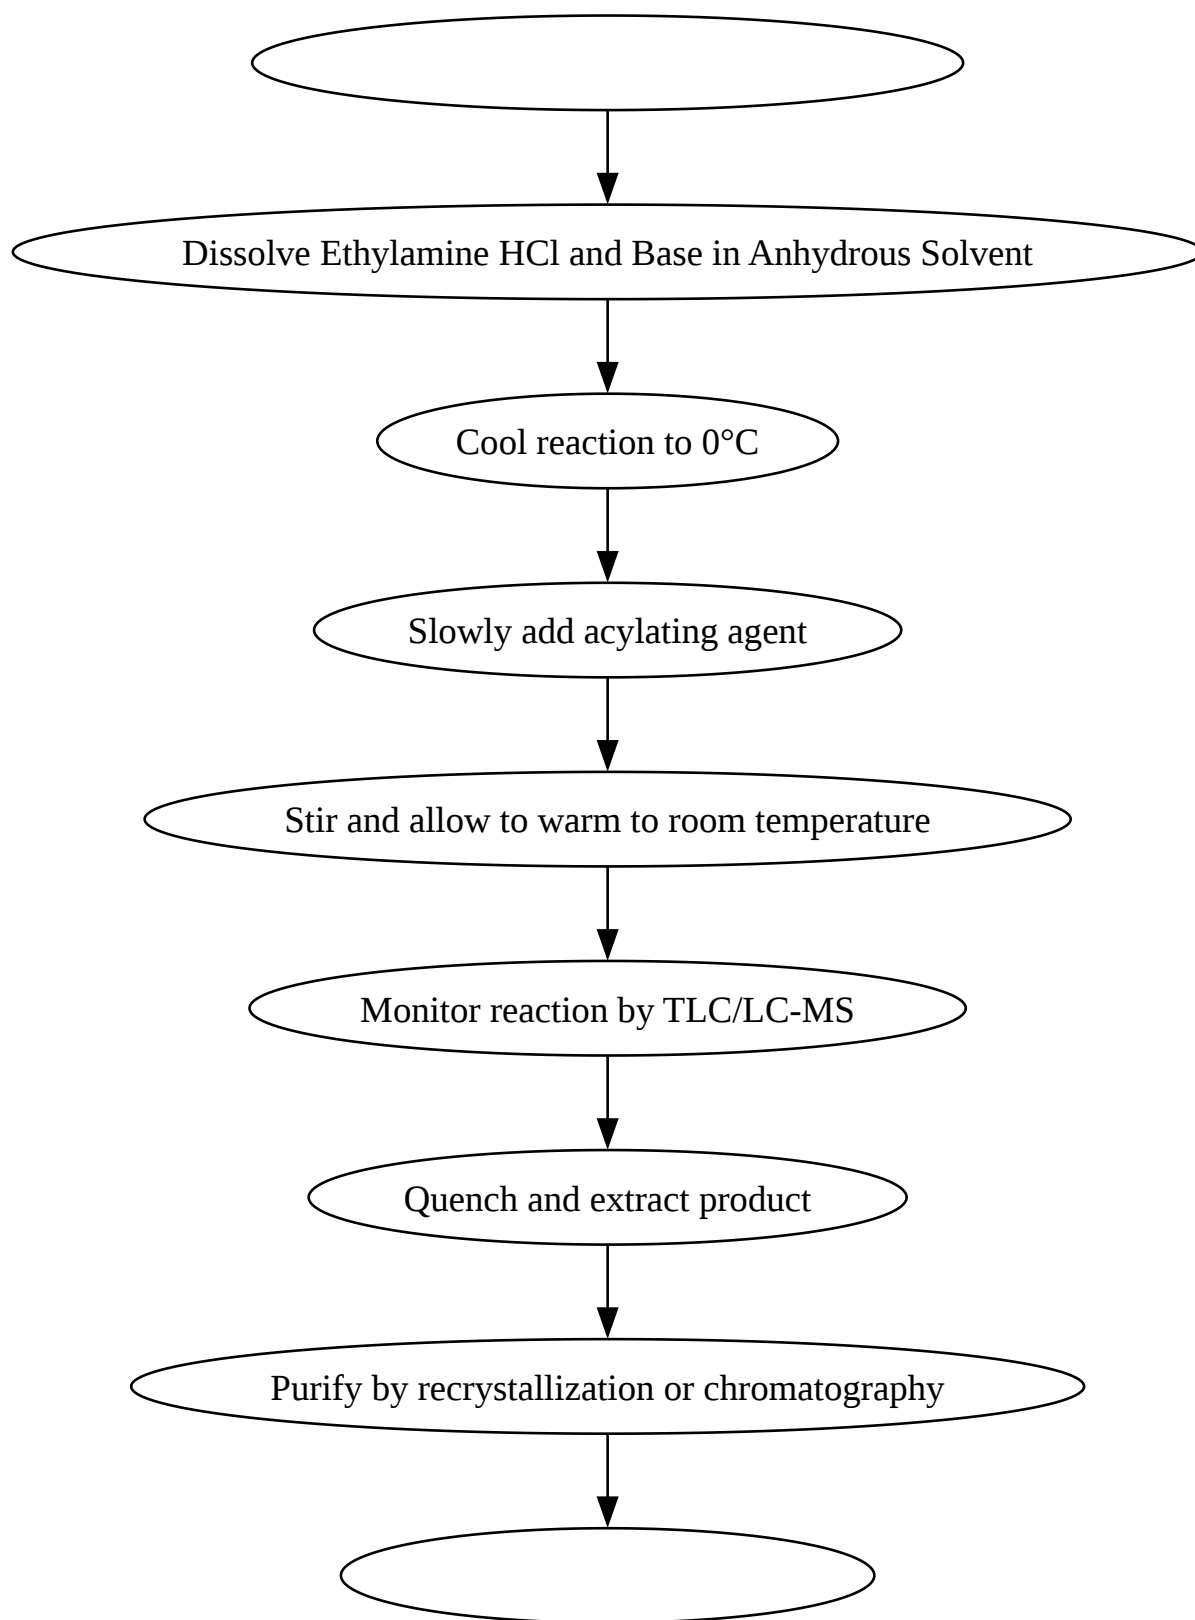 Dissolve Ethylamine HCl and Base in Anhydrous Solvent
Cool reaction to 0°C
Slowly add acylating agent
Stir and allow to warm to room temperature
Monitor reaction by TLC/LC-MS
Quench and extract product
Purify by recrystallization or chromatography